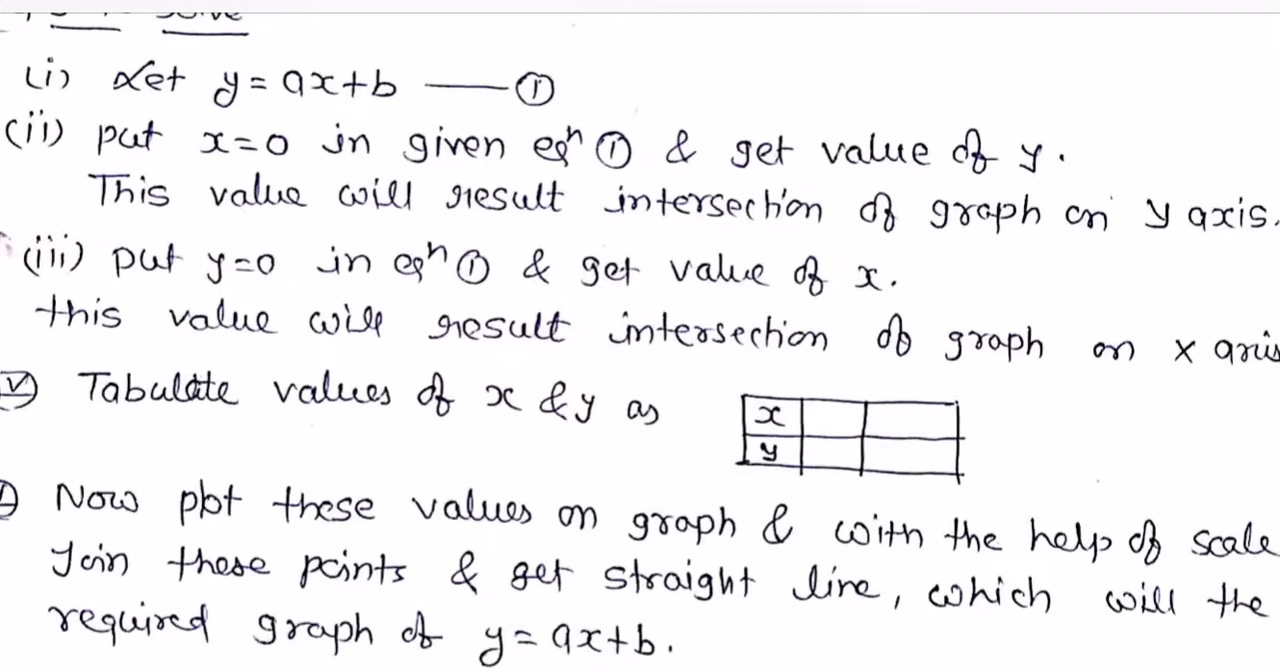 (i) Let y = ax+b —— ①
(ii) put x=0 in given eqⁿ ① & get value of y.
This value will result intersection of graph on y axis.
(iii) put y=0 in eqⁿ ① & get value of x.
this value will result intersection of graph on x axis
Tabulate values of x & y as
x
y
Now plot these values on graph & with the help of scale
Join these points & get straight line, which will the
required graph of y = ax+b.